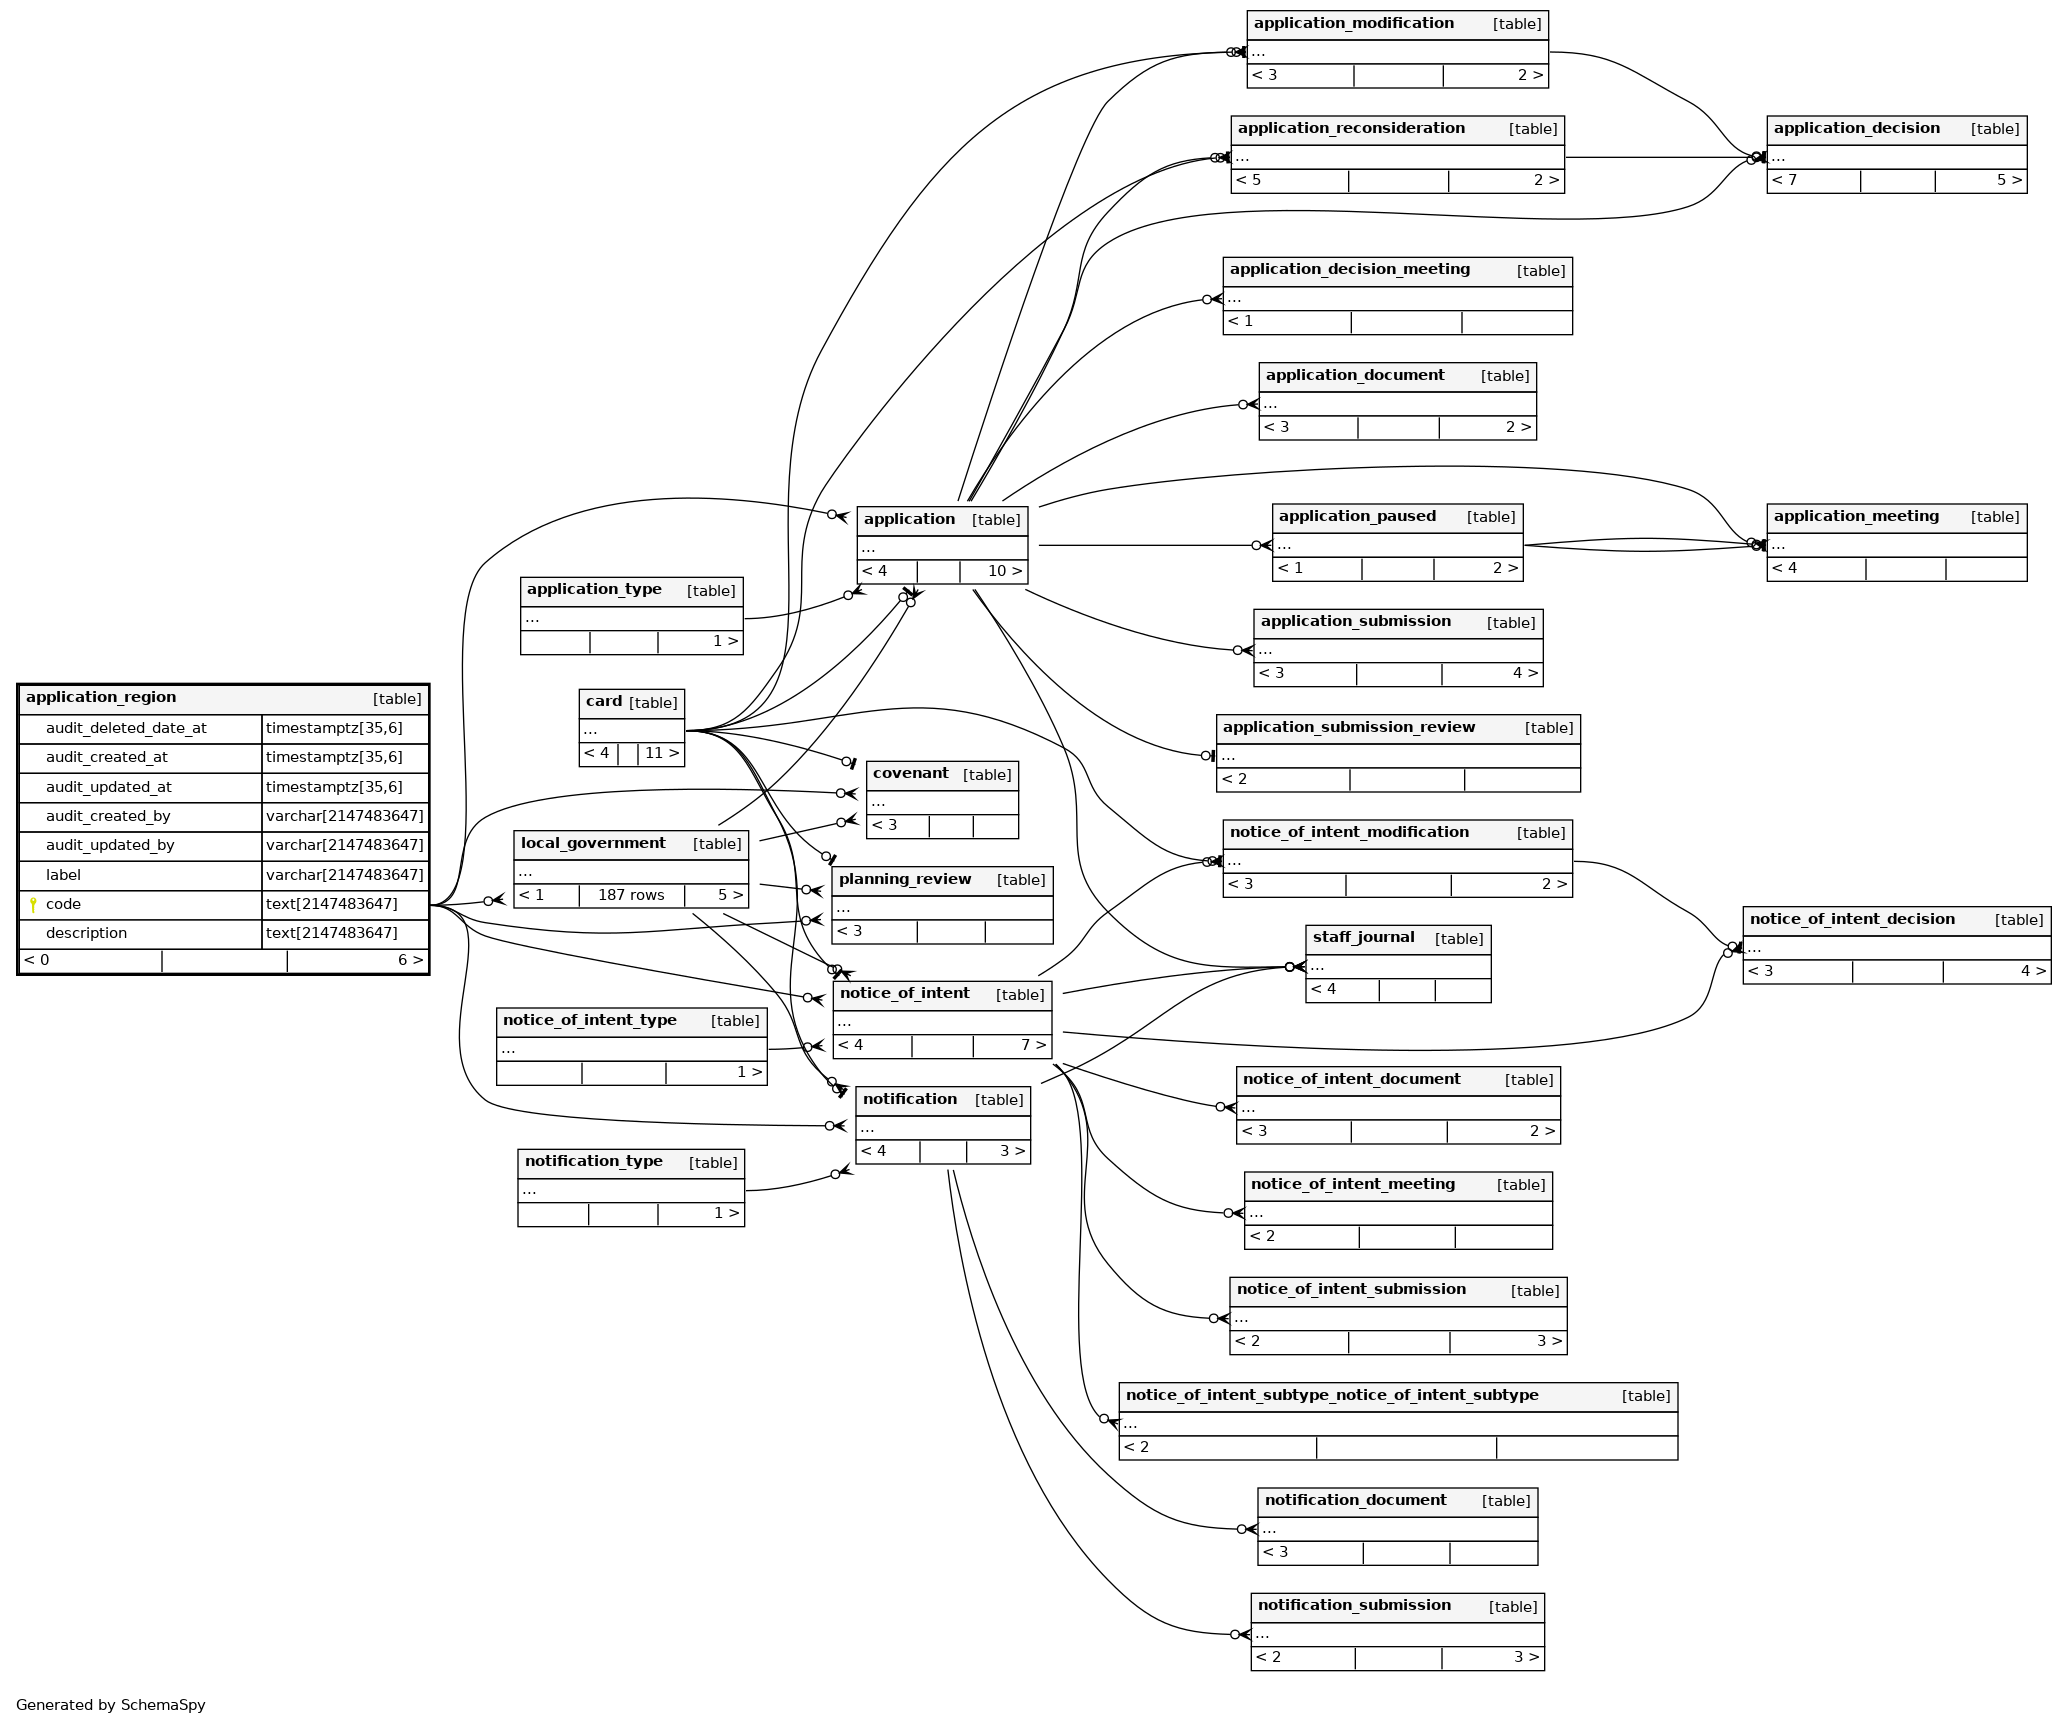 application_modification [table]
...
< 3 2 >
application_reconsideration [table]
...
< 5 2 >
application_decision [table]
...
< 7 5 >
application_decision_meeting [table]
...
< 1
application_document [table]
...
< 3 2 >
application [table]
...
< 4 10 >
application_paused [table]
...
< 1 2 >
application_meeting [table]
...
< 4
application_type [table]
...
1 >
application_submission [table]
...
< 3 4 >
application_region [table]
audit_deleted_date_at timestamptz[35,6]
audit_created_at timestamptz[35,6]
audit_updated_at timestamptz[35,6]
audit_created_by varchar[2147483647]
audit_updated_by varchar[2147483647]
label varchar[2147483647]
code text[2147483647]
description text[2147483647]
< 0 6 >
card [table]
...
< 4 11 >
application_submission_review [table]
...
< 2
covenant [table]
...
< 3
local_government [table]
...
< 1 187 rows 5 >
notice_of_intent_modification [table]
...
< 3 2 >
planning_review [table]
...
< 3
staff_journal [table]
...
< 4
notice_of_intent_decision [table]
...
< 3 4 >
notice_of_intent [table]
...
< 4 7 >
notice_of_intent_type [table]
...
1 >
notice_of_intent_document [table]
...
< 3 2 >
notification [table]
...
< 4 3 >
notification_type [table]
...
1 >
notice_of_intent_meeting [table]
...
< 2
notice_of_intent_submission [table]
...
< 2 3 >
notice_of_intent_subtype_notice_of_intent_subtype [table]
...
< 2
notification_document [table]
...
< 3
notification_submission [table]
...
< 2 3 >
Generated by SchemaSpy